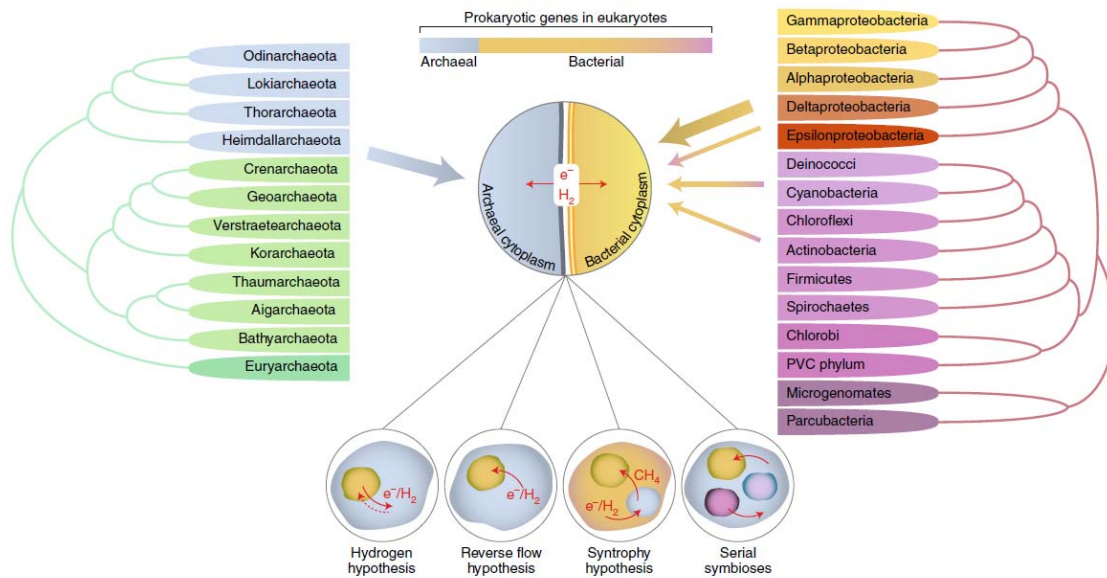 Prokaryotic genes in eukaryotes
Archaeal
Bacterial
Odinarchaeota
Lokiarchaeota
Thorarchaeota
Heimdallarchaeota
Crenarchaeota
Geoarchaeota
Verstraetearchaeota
Korarchaeota
Thaumarchaeota
Aigarchaeota
Bathyarchaeota
Euryarchaeota
Archaeal cytoplasm
e⁻
H₂
Bacterial cytoplasm
Gammaproteobacteria
Betaproteobacteria
Alphaproteobacteria
Deltaproteobacteria
Epsilonproteobacteria
Deinococci
Cyanobacteria
Chloroflexi
Actinobacteria
Firmicutes
Spirochaetes
Chlorobi
PVC phylum
Microgenomates
Parcubacteria
e⁻/H₂
Hydrogen
hypothesis
e⁻/H₂
Reverse flow
hypothesis
CH₄
e⁻/H₂
Syntrophy
hypothesis
Serial
symbioses